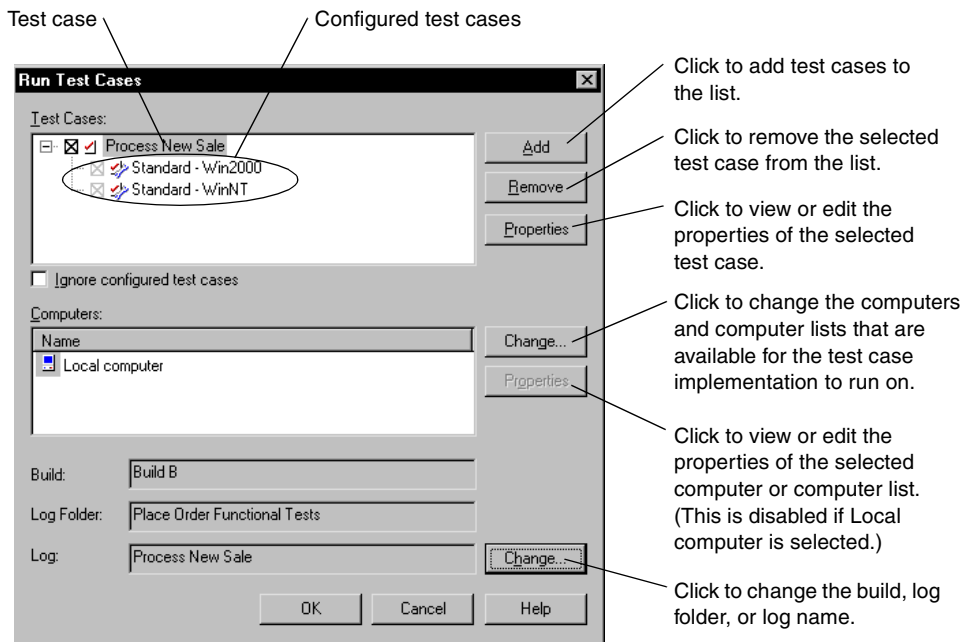 Test case
Configured test cases
Run Test Cases
Test Cases:
Process New Sale
Standard - Win2000
Standard - WinNT
Add
Remove
Properties
Ignore configured test cases
Computers:
Name
Local computer
Change...
Properties
Build:
Build B
Log Folder:
Place Order Functional Tests
Log:
Process New Sale
Change...
OK
Cancel
Help
Click to add test cases to
the list.
Click to remove the selected
test case from the list.
Click to view or edit the
properties of the selected
test case.
Click to change the computers
and computer lists that are
available for the test case
implementation to run on.
Click to view or edit the
properties of the selected
computer or computer list.
(This is disabled if Local
computer is selected.)
Click to change the build, log
folder, or log name.